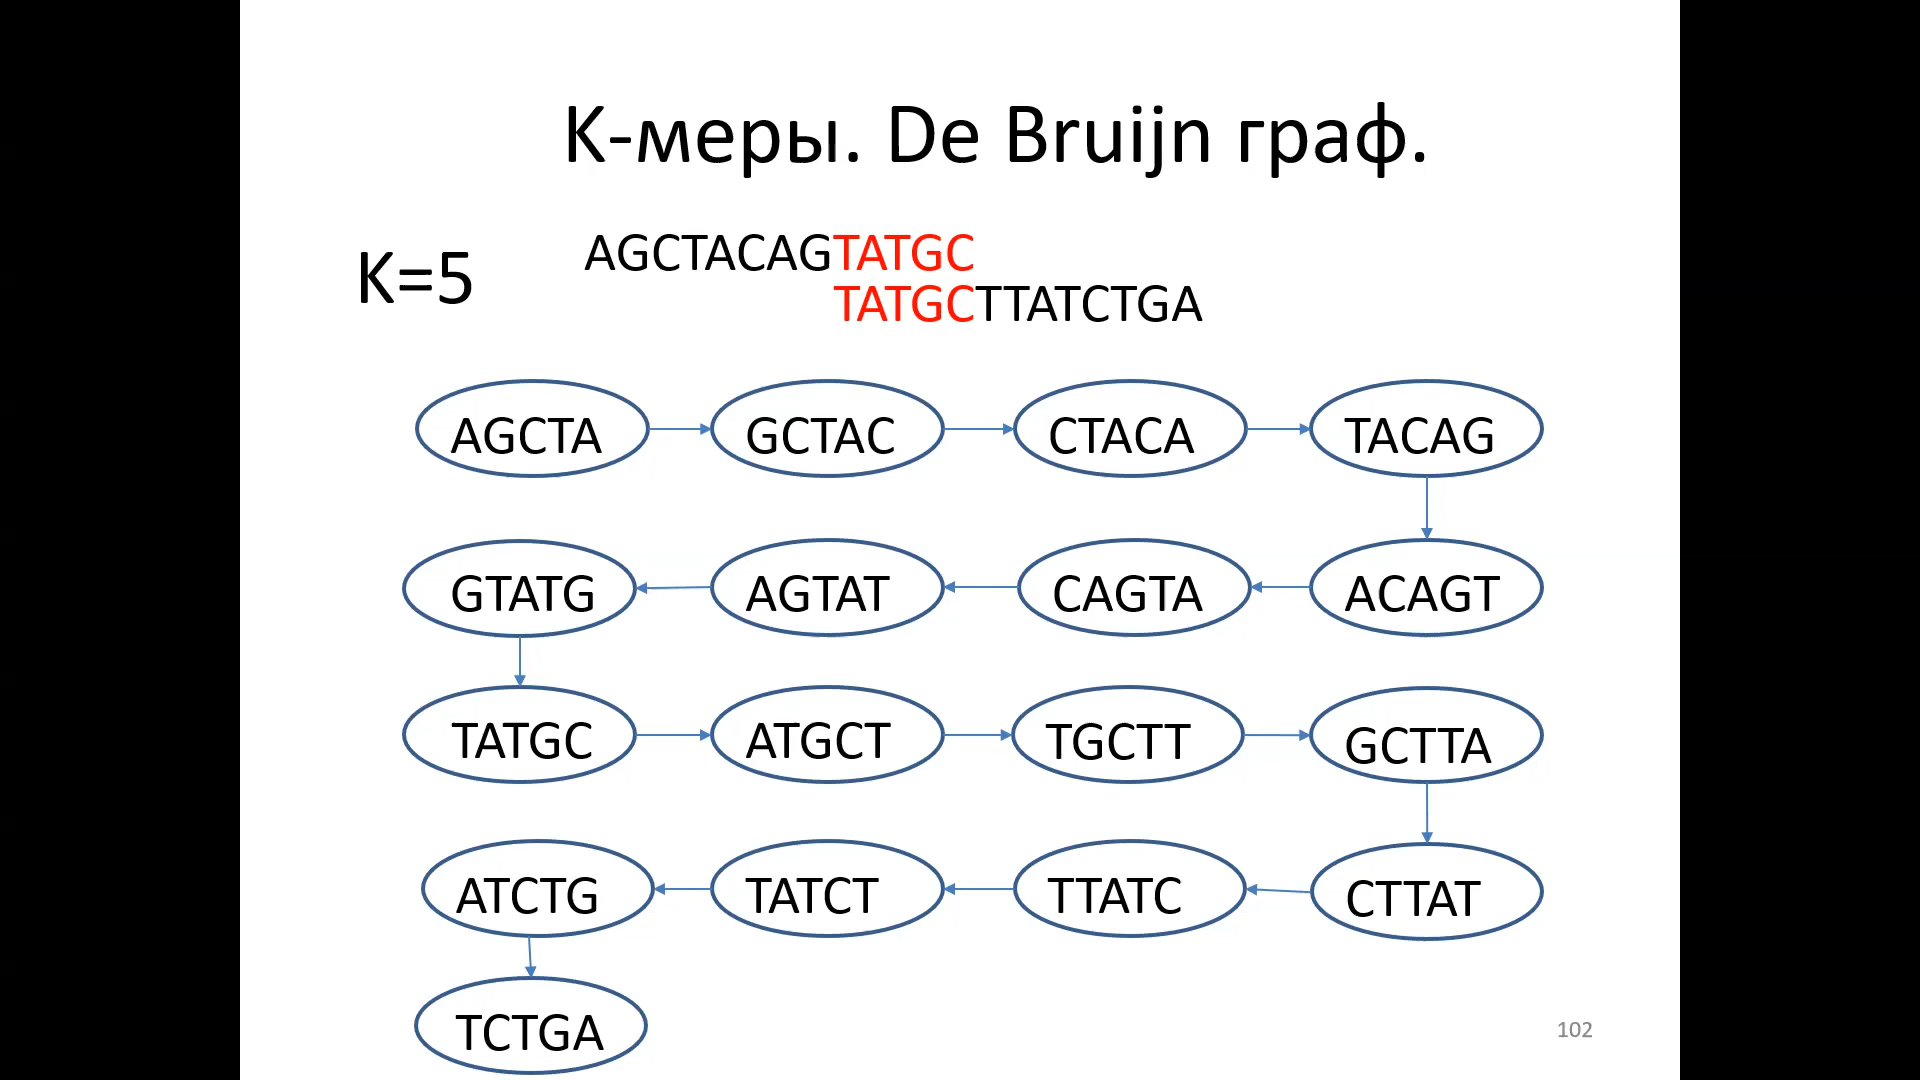 К-меры. De Bruijn граф.
K=5
AGCTACAGTATGC
TATGCTTATCTGA
AGCTA GCTAC CTACA TACAG
GTATG AGTAT CAGTA ACAGT
TATGC ATGCT TGCTT GCTTA
ATCTG TATCT TTATC CTTAT
TCTGA
102